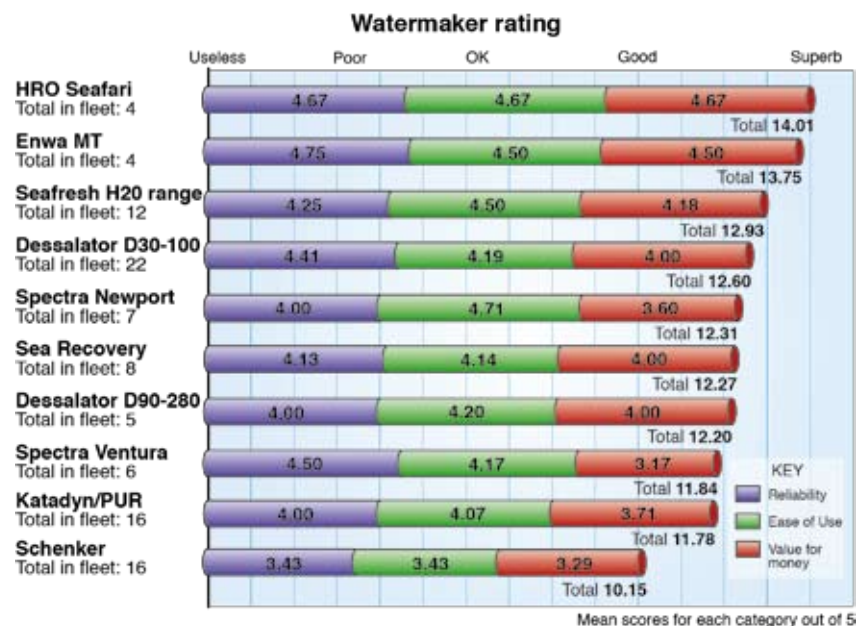 Watermaker rating
Useless Poor OK Good Superb
HRO Seafari
Total in fleet: 4
4.67 4.67 4.67
Total 14.01
Enwa MT
Total in fleet: 4
4.75 4.50 4.50
Total 13.75
Seafresh H20 range
Total in fleet: 12
4.25 4.50 4.18
Total 12.93
Dessalator D30-100
Total in fleet: 22
4.41 4.19 4.00
Total 12.60
Spectra Newport
Total in fleet: 7
4.00 4.71 3.60
Total 12.31
Sea Recovery
Total in fleet: 8
4.13 4.14 4.00
Total 12.27
Dessalator D90-280
Total in fleet: 5
4.00 4.20 4.00
Total 12.20
Spectra Ventura
Total in fleet: 6
4.50 4.17 3.17
Total 11.84
Katadyn/PUR
Total in fleet: 16
4.00 4.07 3.71
Total 11.78
Schenker
Total in fleet: 16
3.43 3.43 3.29
Total 10.15
KEY
Reliability
Ease of Use
Value for
money
Mean scores for each category out of 5